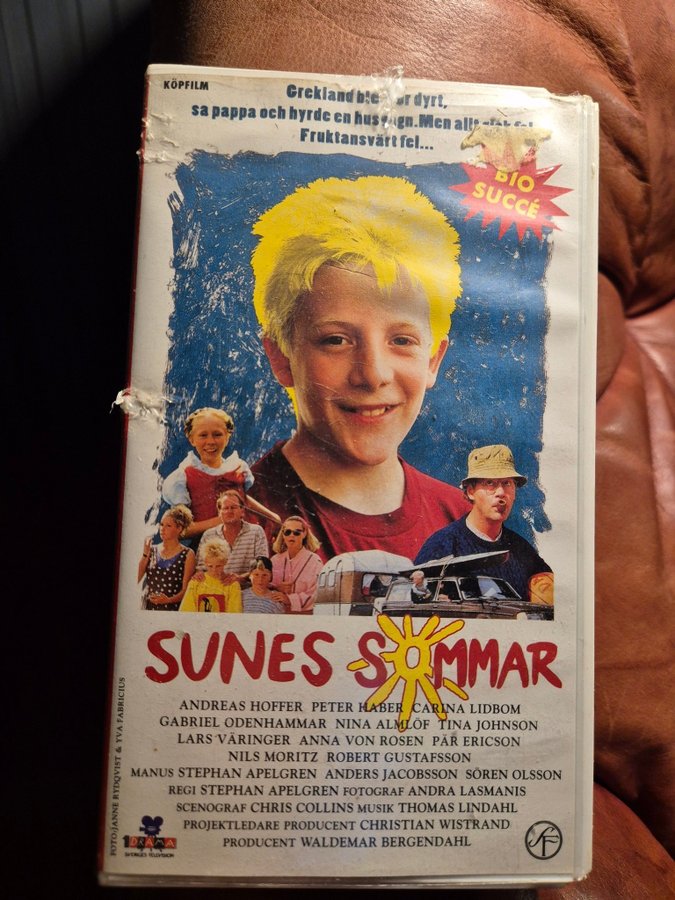 KÖPFILM
Grekland blev för dyrt,
sa pappa och hyrde en husvagn. Men allt
Fruktansvärt fel...
BIO
SUCCÉ
SUNES SOMMAR
ANDREAS HOFFER PETER HABER CARINA LIDBOM
GABRIEL ODENHAMMAR NINA ALMLÖF TINA JOHNSON
LARS VÄRINGER ANNA VON ROSEN PÄR ERICSON
NILS MORITZ ROBERT GUSTAFSSON
MANUS STEPHAN APELGREN ANDERS JACOBSSON SÖREN OLSSON
REGI STEPHAN APELGREN FOTOGRAF ANDRA LASMANIS
SCENOGRAF CHRIS COLLINS MUSIK THOMAS LINDAHL
PROJEKTLEDARE PRODUCENT CHRISTIAN WISTRAND
PRODUCENT WALDEMAR BERGENDAHL
FOTO: JANNE RYDQVIST & YVA FABRICIUS
1 DRAMA
SVERIGES TELEVISION
SF